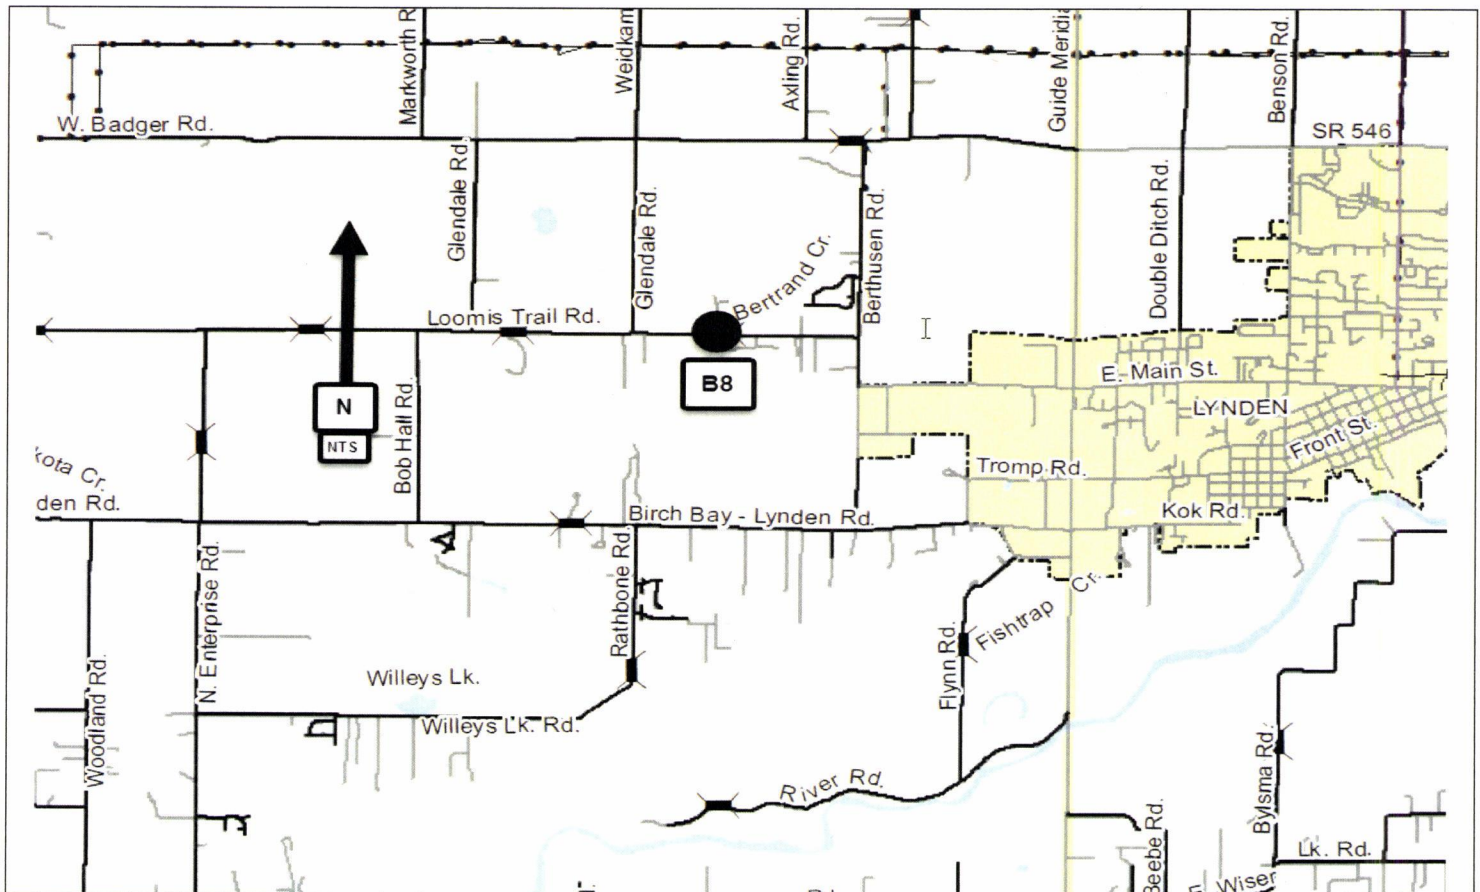 Markworth R
Weidkam
Axling Rd.
Guide Meridia
Benson Rd.
W. Badger Rd.
SR 546
Glendale Rd.
Glendale Rd.
Bertrand Cr.
Berthusen Rd.
Double Ditch Rd.
Loomis Trail Rd.
B8
N
NTS
Bob Hall Rd.
E. Main St.
LYNDEN
Front St.
Tromp Rd.
kota Cr.
den Rd.
Birch Bay - Lynden Rd.
Kok Rd.
N. Enterprise Rd.
Rathbone Rd.
Fishtrap Cr.
Flynn Rd.
Woodland Rd.
Willeys Lk.
Willeys Lk. Rd.
River Rd.
Bylsma Rd.
Beebe Rd.
Lk. Rd.
Wiser